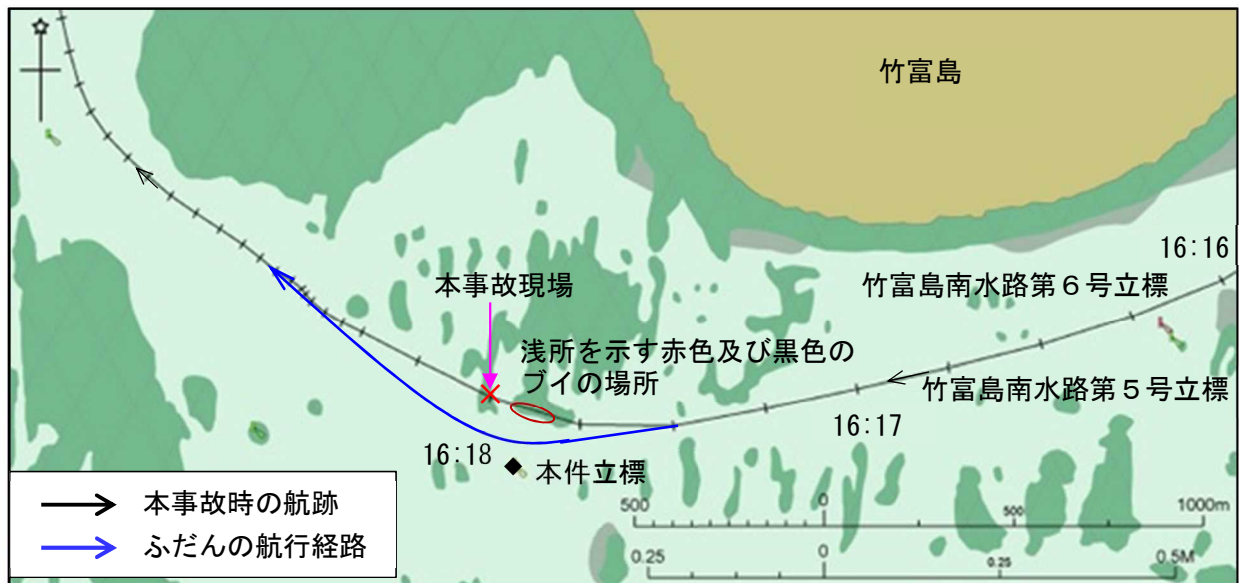 竹富島
16:16
本事故現場
竹富島南水路第６号立標
浅所を示す赤色及び黒色の
ブイの場所
竹富島南水路第５号立標
16:17
16:18
本件立標
本事故時の航跡
ふだんの航行経路
500 0 500 1000m
0.25 0 0.25 0.5M